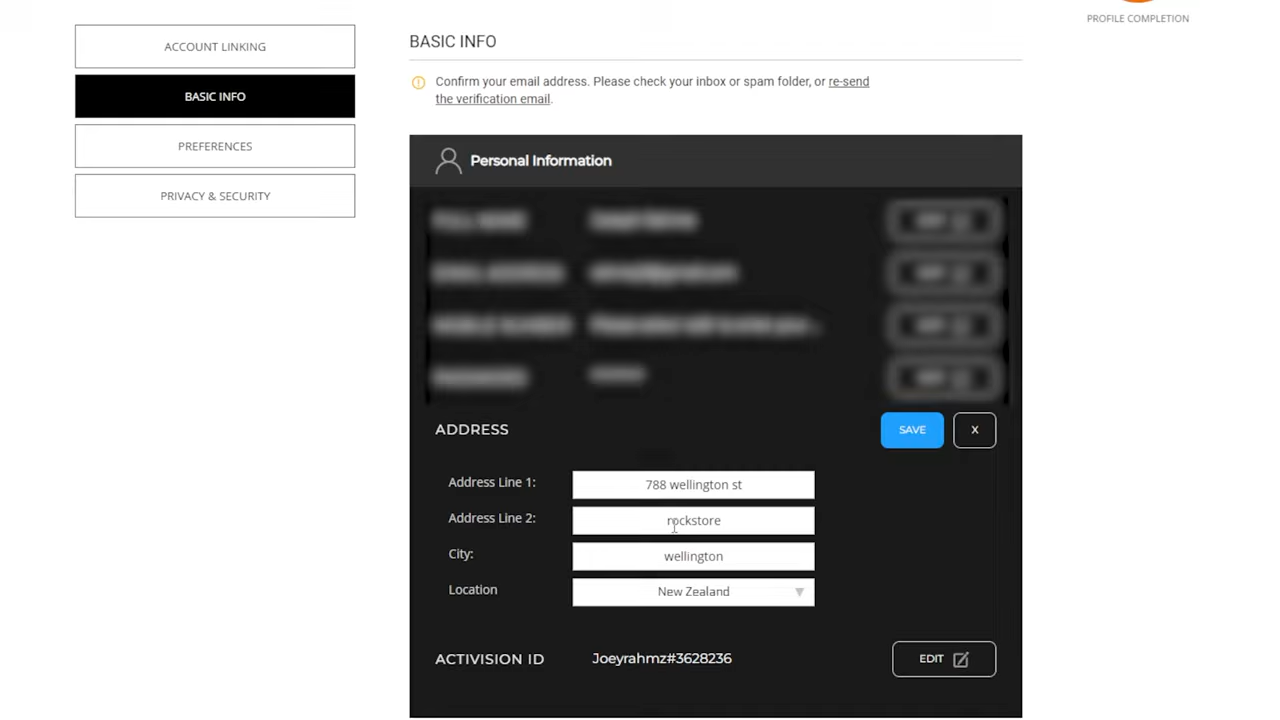 PROFILE COMPLETION
ACCOUNT LINKING
BASIC INFO
PREFERENCES
PRIVACY & SECURITY
BASIC INFO
Confirm your email address. Please check your inbox or spam folder, or re-send
the verification email.
Personal Information
ADDRESS
SAVE
X
Address Line 1:
788 wellington st
Address Line 2:
rockstore
City:
wellington
Location
New Zealand
ACTIVISION ID
Joeyrahmz#3628236
EDIT